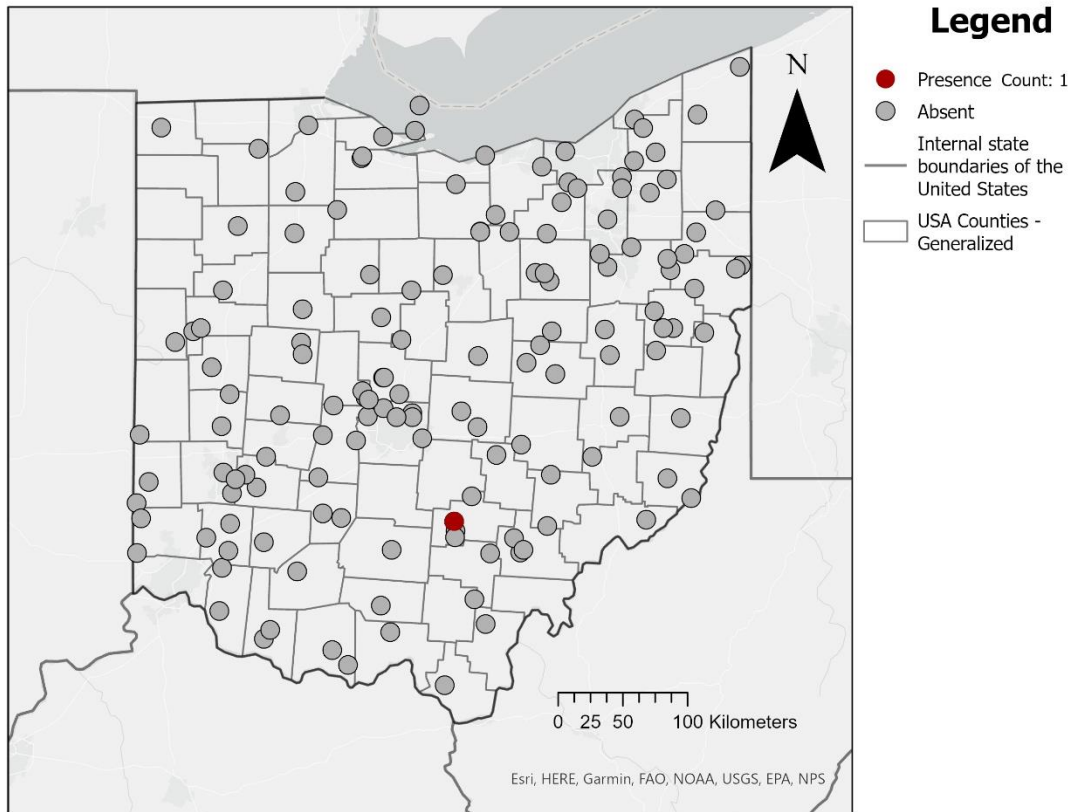 Legend
Presence Count: 1
Absent
Internal state
boundaries of the
United States
USA Counties -
Generalized
N
0 25 50 100 Kilometers
Esri, HERE, Garmin, FAO, NOAA, USGS, EPA, NPS